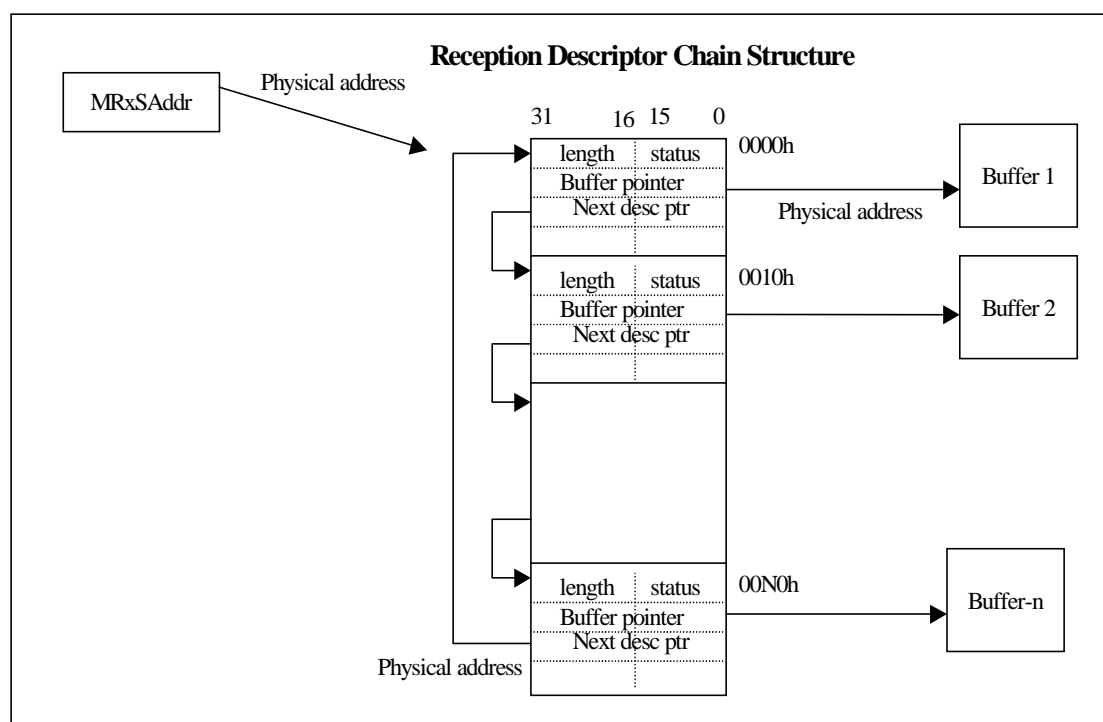 Reception Descriptor Chain Structure
MRxSAddr
Physical address
31 16 15 0
length status
0000h
Buffer pointer
Next desc ptr
Buffer 1
Physical address
length status
0010h
Buffer pointer
Next desc ptr
Buffer 2
length status
00N0h
Buffer pointer
Next desc ptr
Buffer-n
Physical address